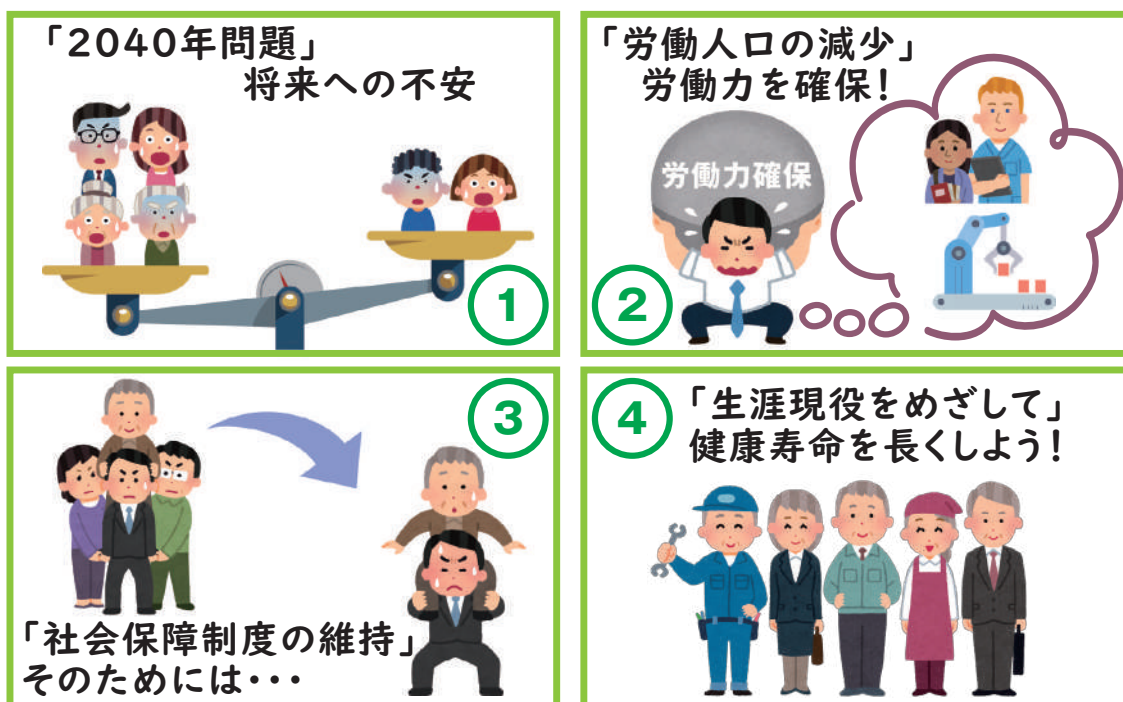 「2040年問題」
将来への不安
1
「労働人口の減少」
労働力を確保!
労働力確保
2
3
「社会保障制度の維持」
そのためには・・・
4
「生涯現役をめざして」
健康寿命を長くしよう!